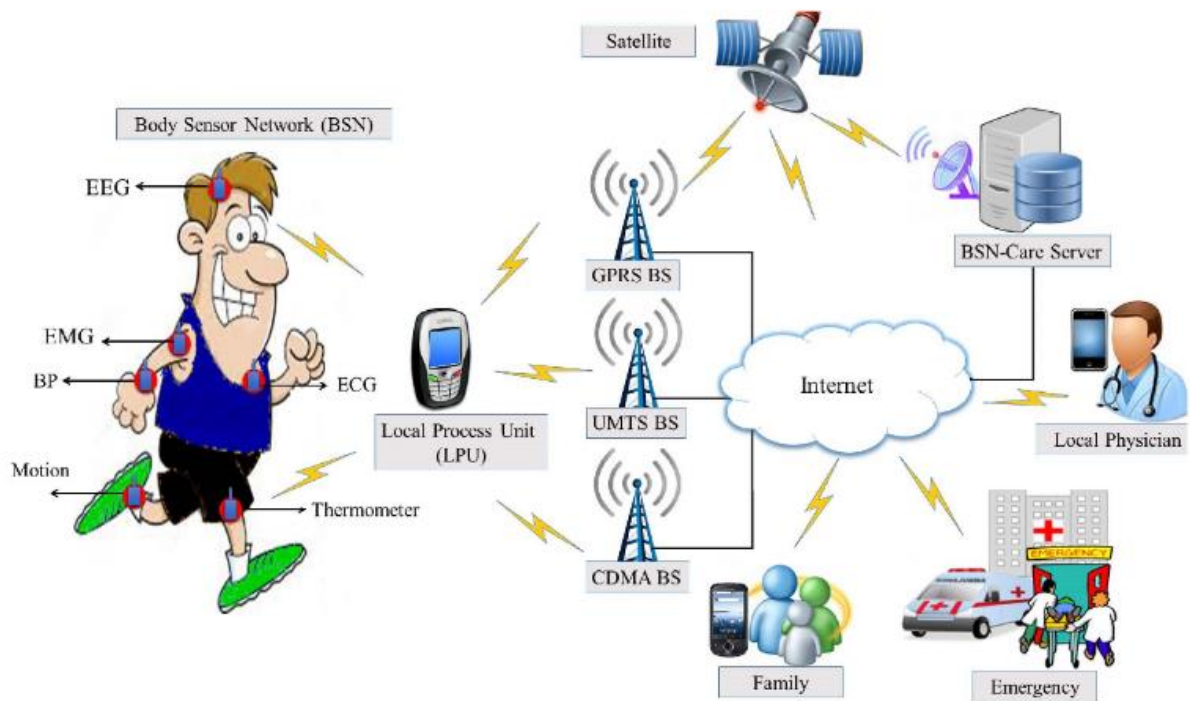 Satellite
Body Sensor Network (BSN)
EEG
GPRS BS
BSN-Care Server
EMG
BP
ECG
Internet
Local Process Unit
(LPU)
UMTS BS
Local Physician
Motion
Thermometer
EMERGENCY
CDMA BS
AMBULANCE
Family
Emergency